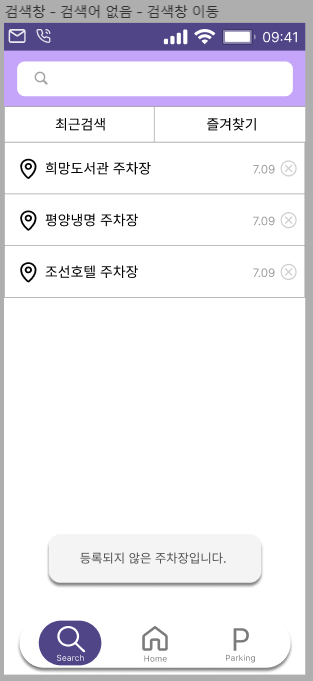 검색창 - 검색어 없음 - 검색창 이동
09:41
최근검색
즐겨찾기
희망도서관 주차장
7.09
평양냉명 주차장
7.09
조선호텔 주차장
7.09
등록되지 않은 주차장입니다.
Search
Home
P
Parking